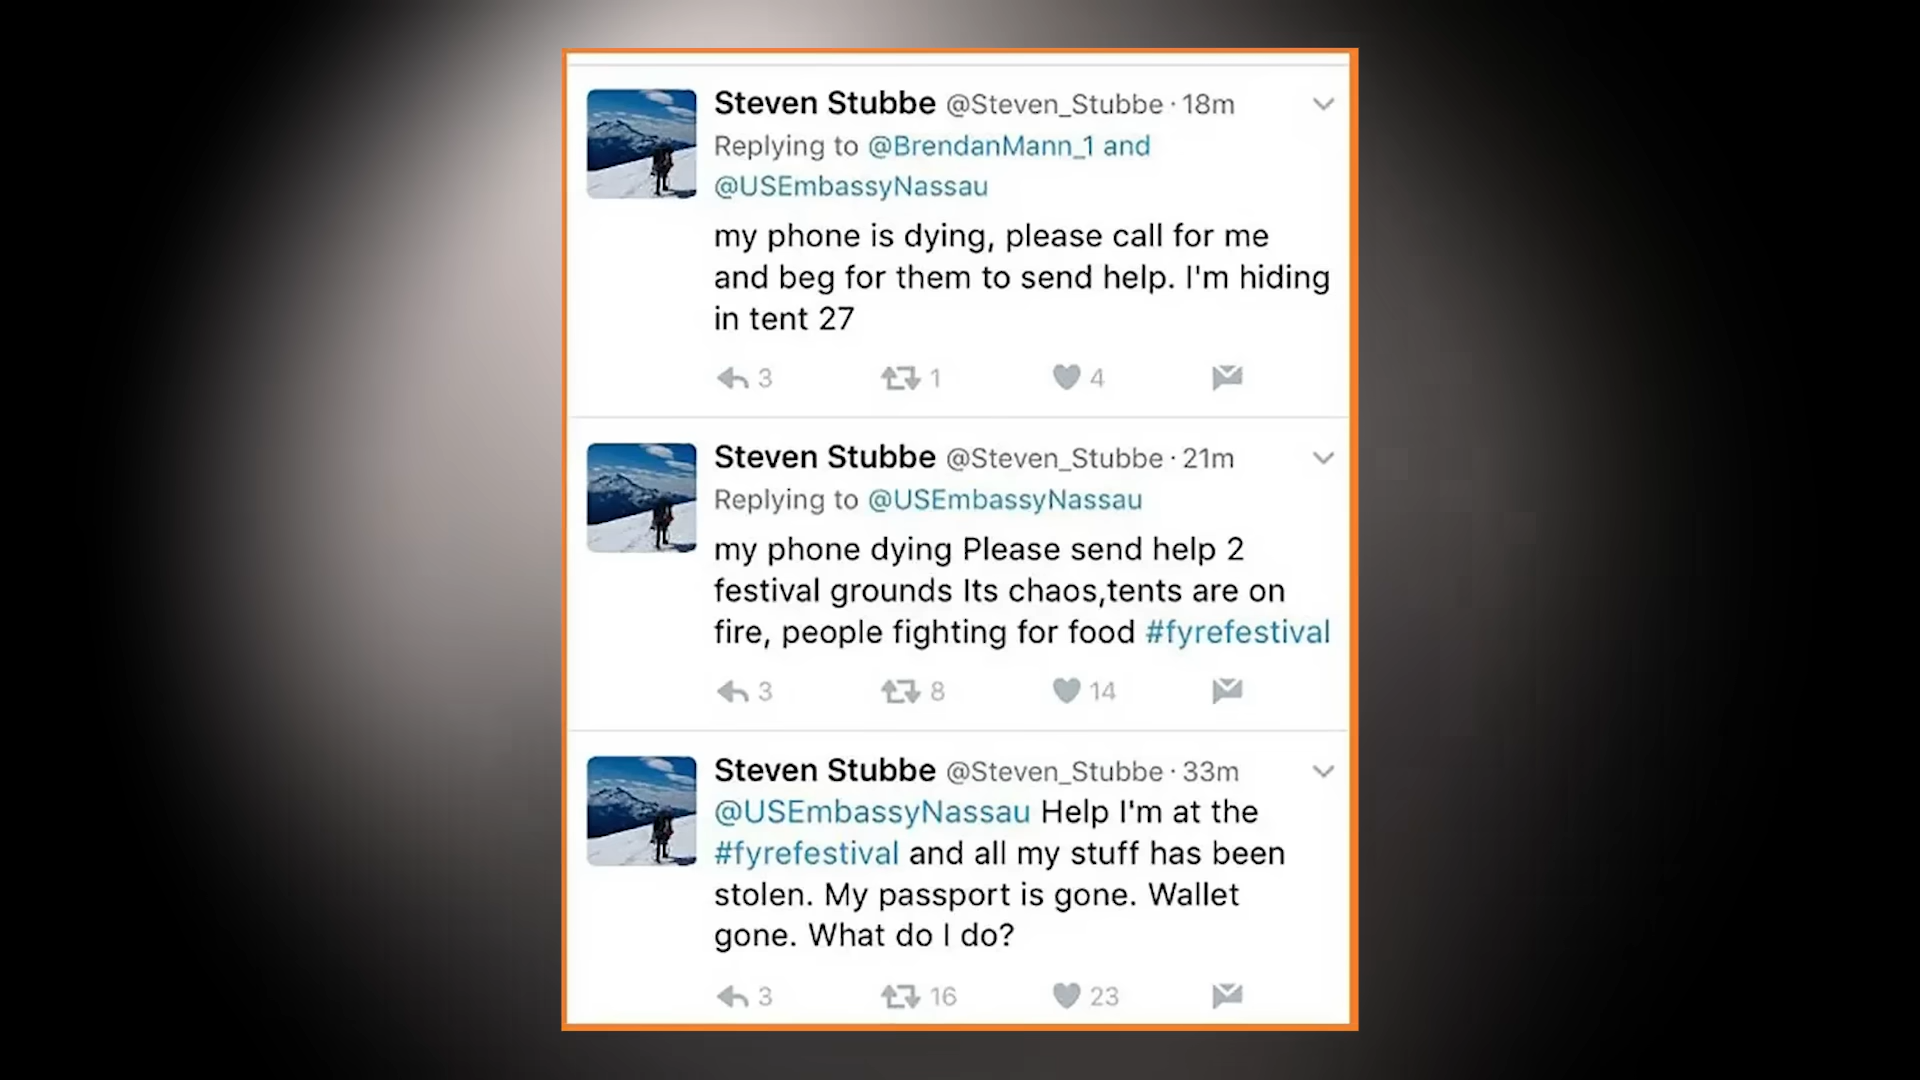 Steven Stubbe @Steven_Stubbe · 18m
Replying to @BrendanMann_1 and
@USEmbassyNassau
my phone is dying, please call for me
and beg for them to send help. I'm hiding
in tent 27
3 1 4
Steven Stubbe @Steven_Stubbe · 21m
Replying to @USEmbassyNassau
my phone dying Please send help 2
festival grounds Its chaos,tents are on
fire, people fighting for food #fyrefestival
3 8 14
Steven Stubbe @Steven_Stubbe · 33m
@USEmbassyNassau Help I'm at the
#fyrefestival and all my stuff has been
stolen. My passport is gone. Wallet
gone. What do I do?
3 16 23